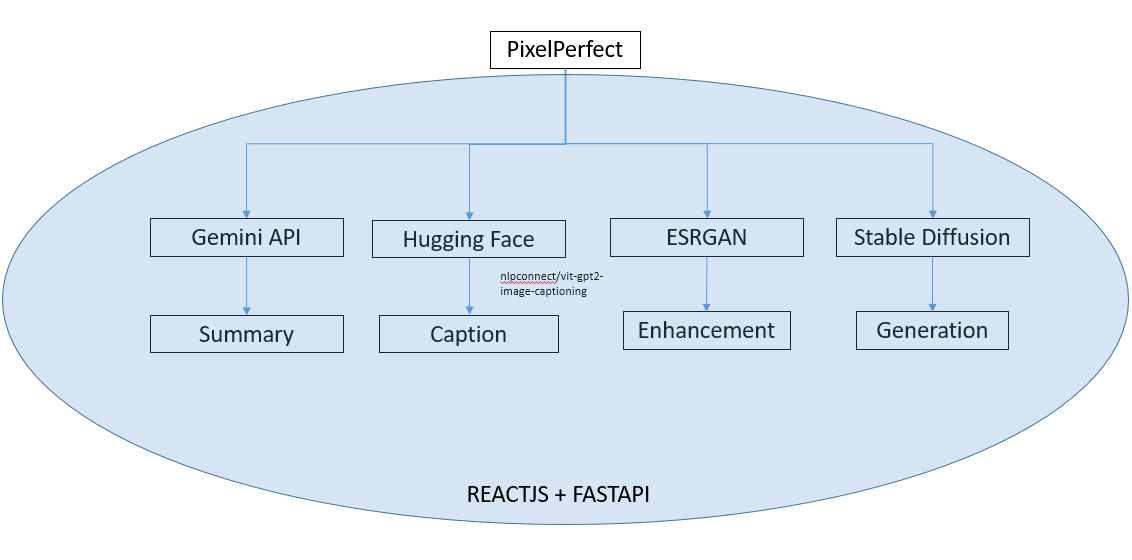 PixelPerfect
Gemini API
Hugging Face
ESRGAN
Stable Diffusion
nlpconnect/vit-gpt2-
image-captioning
Summary
Caption
Enhancement
Generation
REACTJS + FASTAPI